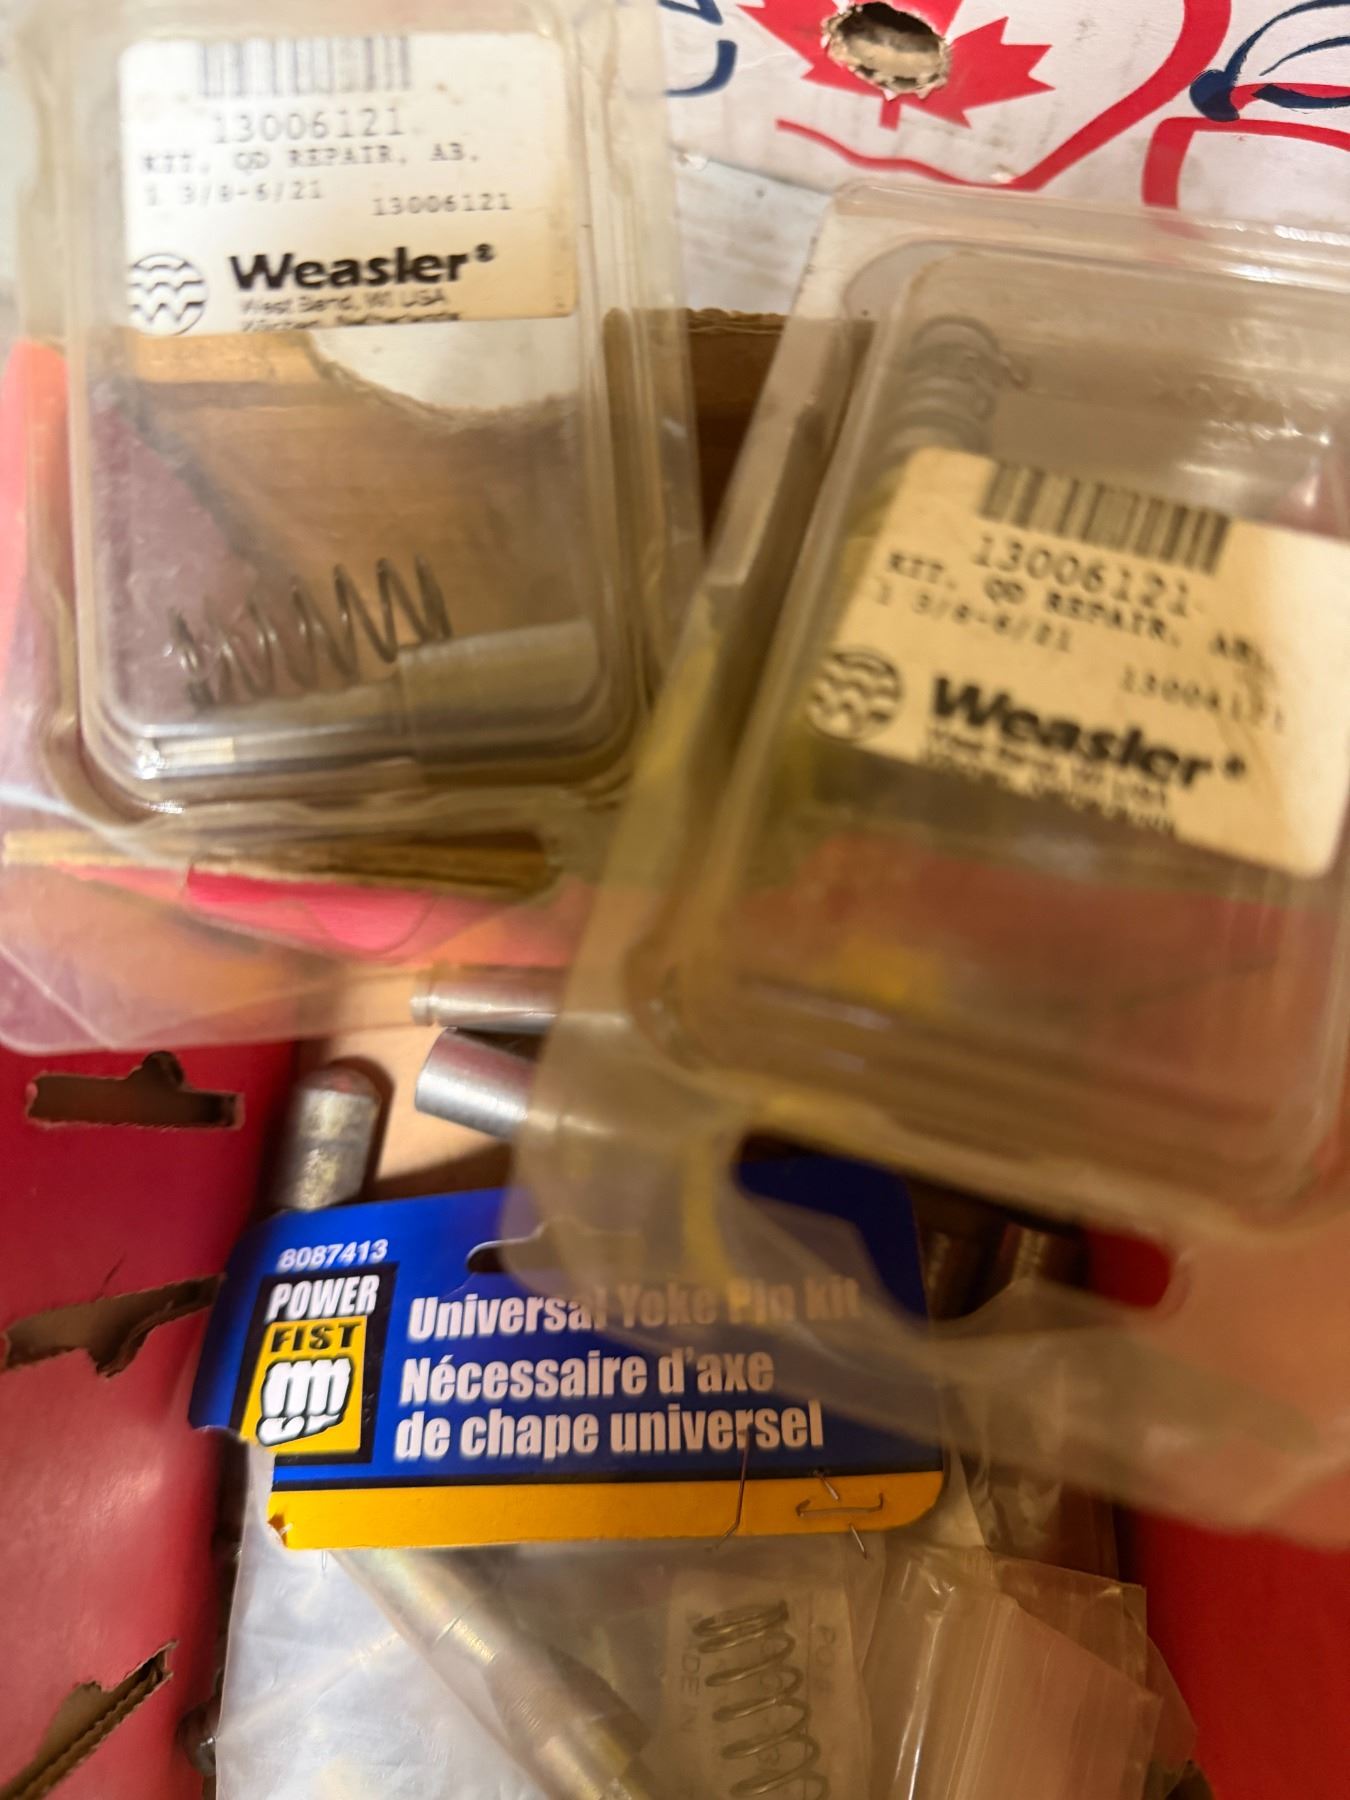 13006121
KIT, QD REPAIR, AB,
1 3/8-6/21 13006121
Weasler®
West Bend, WI USA
Netherlands
13006121
KIT, QD REPAIR, AB,
1 3/8-6/21 13006121
Weasler®
8087413
POWER
FIST
Universal Yoke Pin kit
Nécessaire d'axe
de chape universel